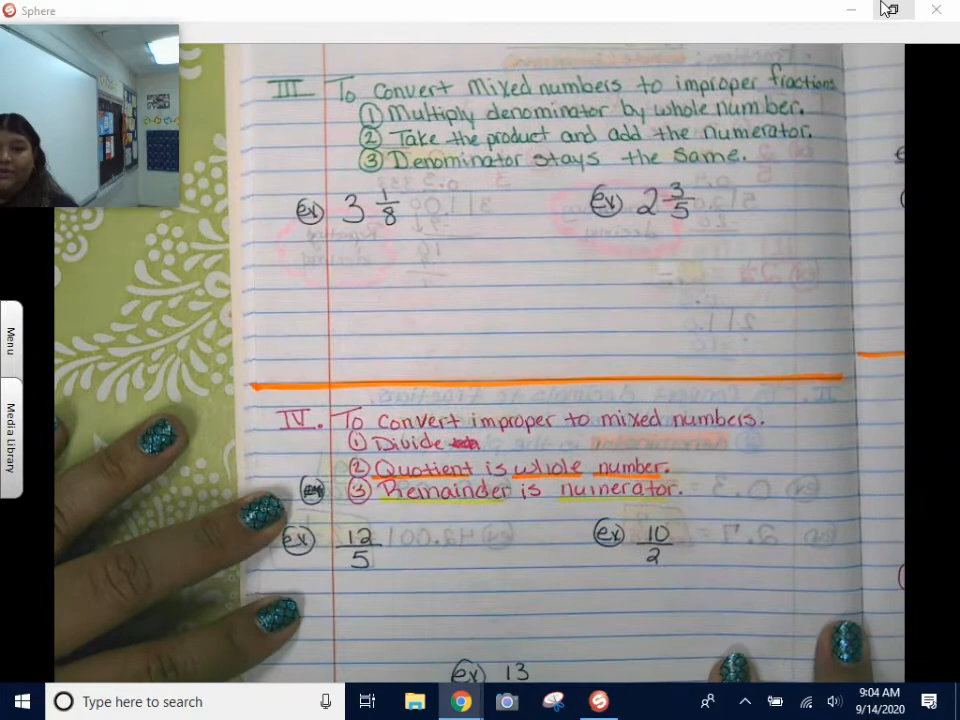 Sphere
III To Convert Mixed numbers to improper fractions
① Multiply denominator by whole number.
② Take the product and add the numerator.
③ Denominator stays the same.
ex 3 1/8
ex 2 3/5
IV. To Convert improper to mixed numbers.
① Divide
② Quotient is whole number.
③ Remainder is numerator.
ex 12/5
ex 10/2
ex 13
Menu
Media Library
Type here to search
9:04 AM
9/14/2020